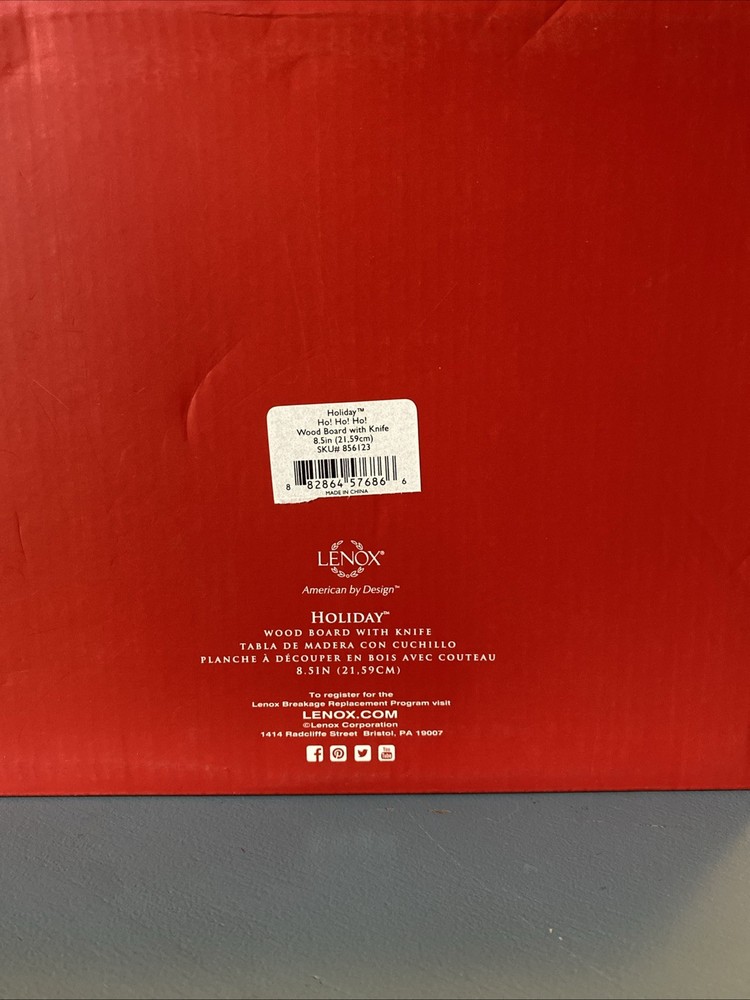 Holiday™
Ho! Ho! Ho!
Wood Board with Knife
8.5in (21,59cm)
SKU# 856123
8 82864 57686 6
MADE IN CHINA
LENOX®
American by Design™
HOLIDAY™
WOOD BOARD WITH KNIFE
TABLA DE MADERA CON CUCHILLO
PLANCHE À DÉCOUPER EN BOIS AVEC COUTEAU
8.5IN (21,59CM)
To register for the
Lenox Breakage Replacement Program visit
LENOX.COM
©Lenox Corporation
1414 Radcliffe Street Bristol, PA 19007
You Tube